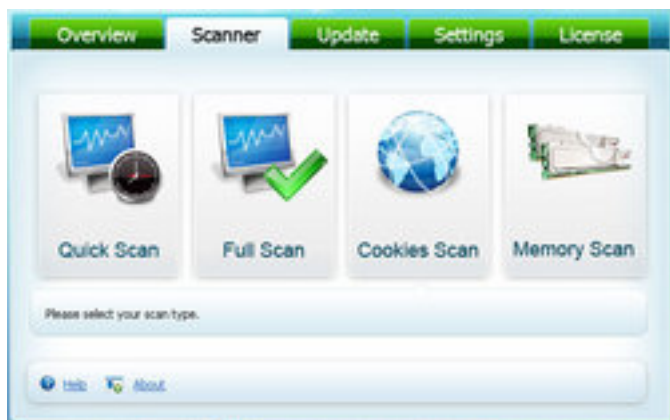 Overview Scanner Update Settings License
Quick Scan Full Scan Cookies Scan Memory Scan
Please select your scan type.
Help About